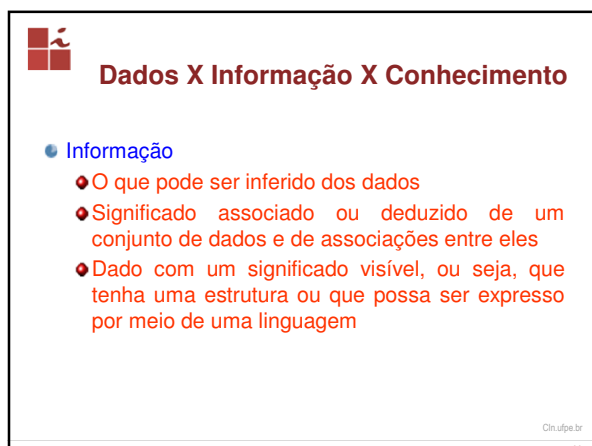 Dados X Informação X Conhecimento
Informação
O que pode ser inferido dos dados
Significado associado ou deduzido de um
conjunto de dados e de associações entre eles
Dado com um significado visível, ou seja, que
tenha uma estrutura ou que possa ser expresso
por meio de uma linguagem
CIn.ufpe.br